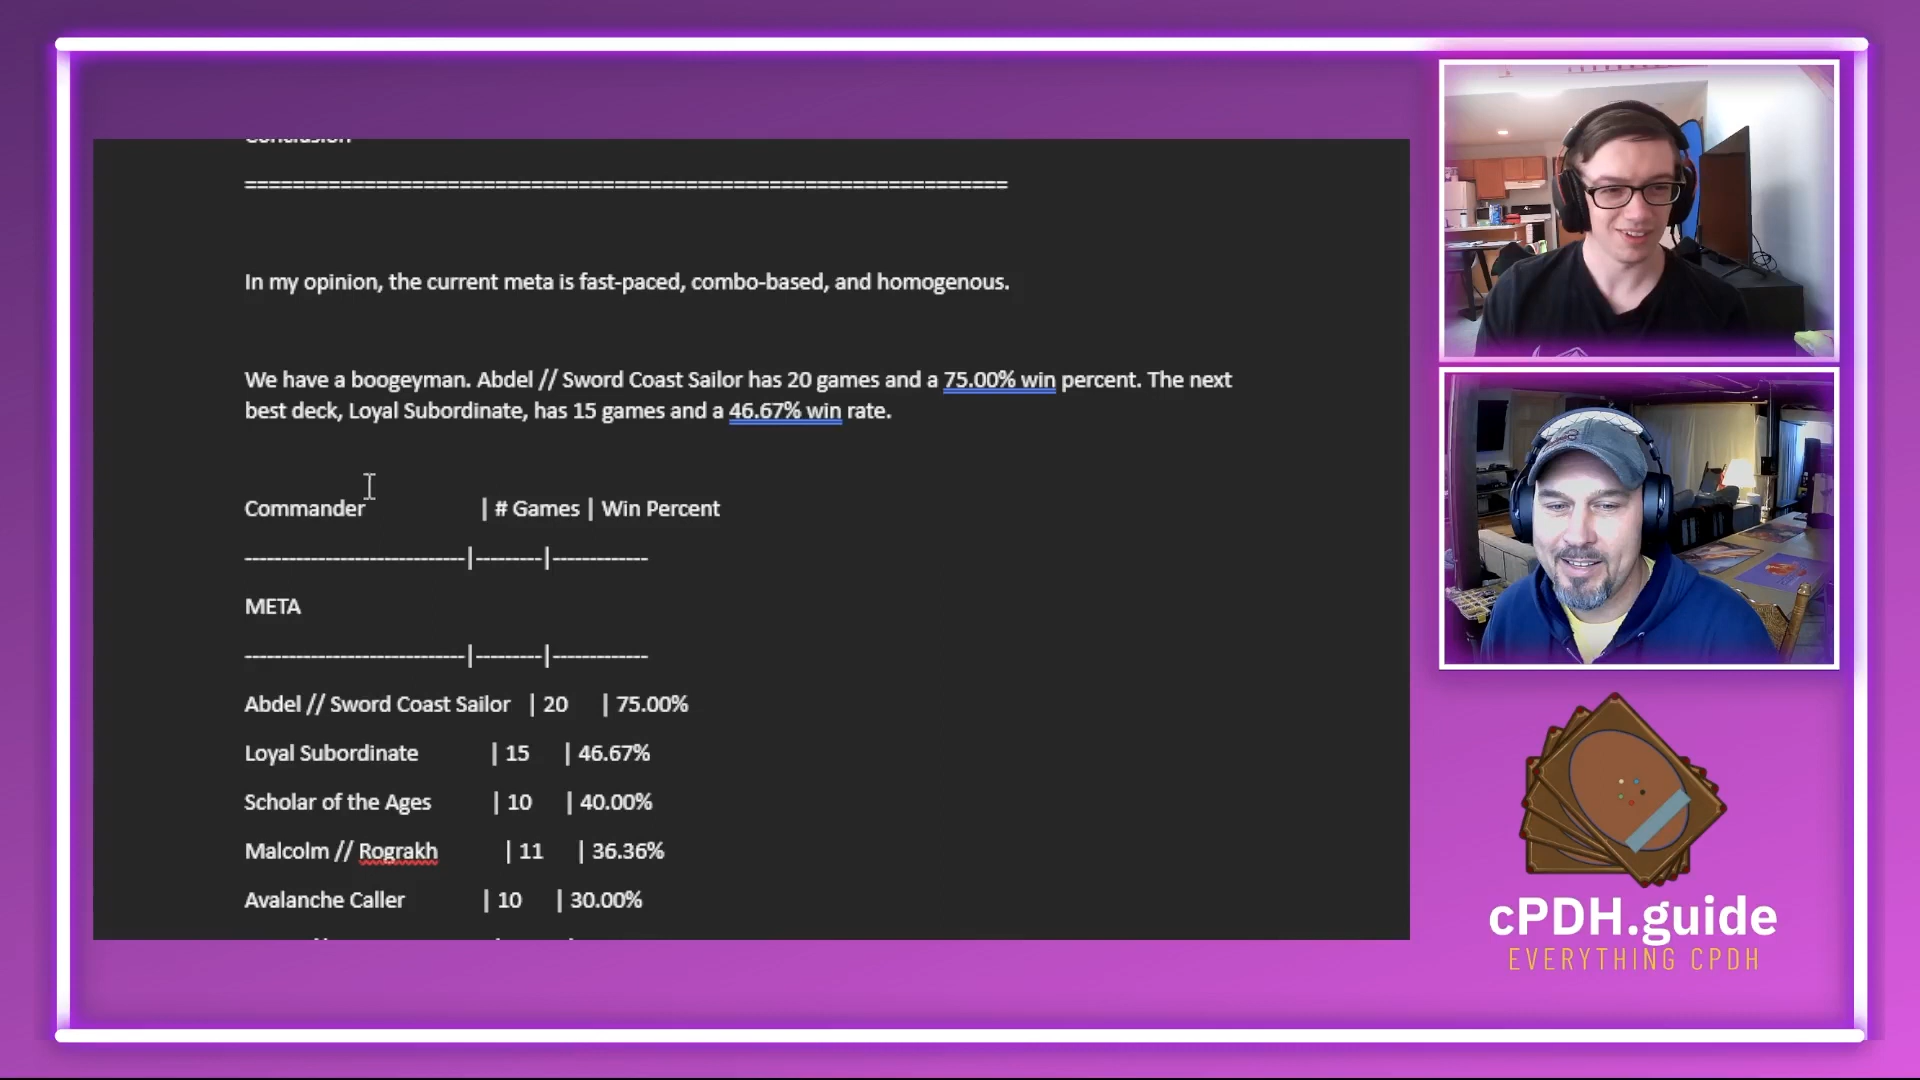 Conclusion
================================================================
In my opinion, the current meta is fast-paced, combo-based, and homogenous.
We have a boogeyman. Abdel // Sword Coast Sailor has 20 games and a 75.00% win percent. The next
best deck, Loyal Subordinate, has 15 games and a 46.67% win rate.
Commander | # Games | Win Percent
-----------------------------|---------|-------------
META
-----------------------------|---------|-------------
Abdel // Sword Coast Sailor | 20 | 75.00%
Loyal Subordinate | 15 | 46.67%
Scholar of the Ages | 10 | 40.00%
Malcolm // Rograkh | 11 | 36.36%
Avalanche Caller | 10 | 30.00%
cPDH.guide
EVERYTHING CPDH